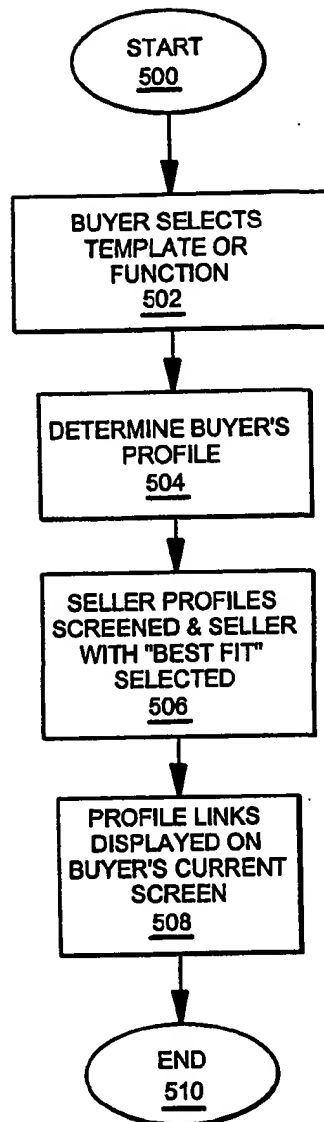 START
500
BUYER SELECTS
TEMPLATE OR
FUNCTION
502
DETERMINE BUYER'S
PROFILE
504
SELLER PROFILES
SCREENED & SELLER
WITH "BEST FIT"
SELECTED
506
PROFILE LINKS
DISPLAYED ON
BUYER'S CURRENT
SCREEN
508
END
510